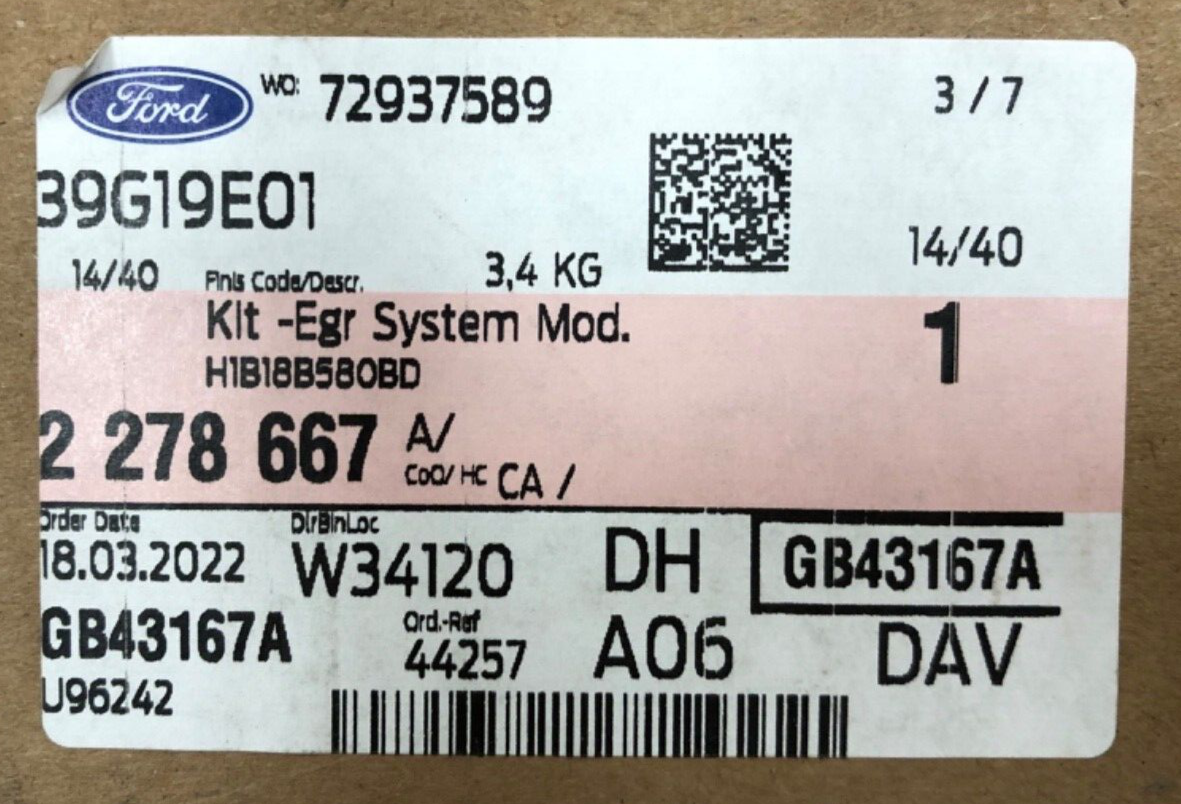 Ford WO: 72937589 3 / 7
39G19E01
14/40 Finis Code/Descr. 3,4 KG 14/40
Kit -Egr System Mod. 1
H1B18B580BD
2 278 667 A/
CoO/ HC CA /
Order Date DirBinLoc
18.03.2022 W34120 DH GB43167A
GB43167A Ord.-Ref A06 DAV
44257
U96242